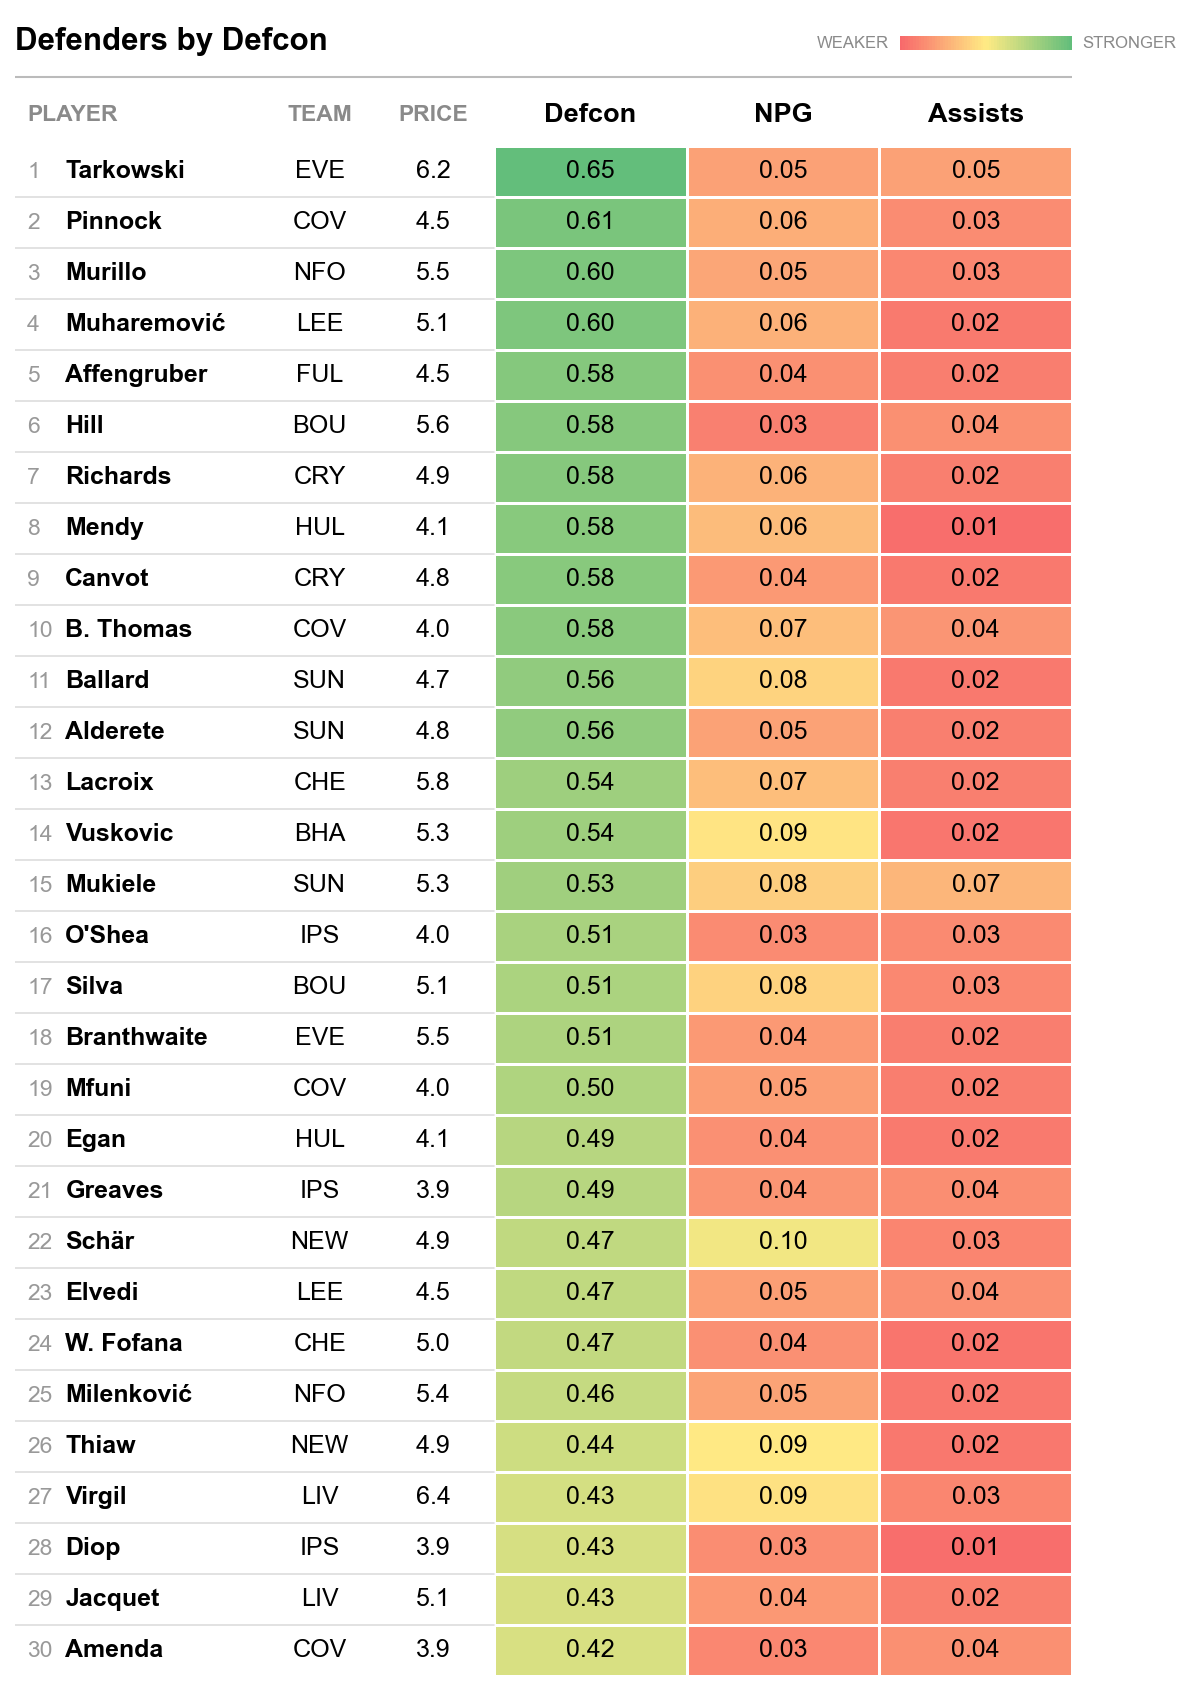 Defenders by Defcon
WEAKER STRONGER
PLAYER TEAM PRICE Defcon NPG Assists
1 Tarkowski EVE 6.2 0.65 0.05 0.05
2 Pinnock COV 4.5 0.61 0.06 0.03
3 Murillo NFO 5.5 0.60 0.05 0.03
4 Muharemović LEE 5.1 0.60 0.06 0.02
5 Affengruber FUL 4.5 0.58 0.04 0.02
6 Hill BOU 5.6 0.58 0.03 0.04
7 Richards CRY 4.9 0.58 0.06 0.02
8 Mendy HUL 4.1 0.58 0.06 0.01
9 Canvot CRY 4.8 0.58 0.04 0.02
10 B. Thomas COV 4.0 0.58 0.07 0.04
11 Ballard SUN 4.7 0.56 0.08 0.02
12 Alderete SUN 4.8 0.56 0.05 0.02
13 Lacroix CHE 5.8 0.54 0.07 0.02
14 Vuskovic BHA 5.3 0.54 0.09 0.02
15 Mukiele SUN 5.3 0.53 0.08 0.07
16 O'Shea IPS 4.0 0.51 0.03 0.03
17 Silva BOU 5.1 0.51 0.08 0.03
18 Branthwaite EVE 5.5 0.51 0.04 0.02
19 Mfuni COV 4.0 0.50 0.05 0.02
20 Egan HUL 4.1 0.49 0.04 0.02
21 Greaves IPS 3.9 0.49 0.04 0.04
22 Schär NEW 4.9 0.47 0.10 0.03
23 Elvedi LEE 4.5 0.47 0.05 0.04
24 W. Fofana CHE 5.0 0.47 0.04 0.02
25 Milenković NFO 5.4 0.46 0.05 0.02
26 Thiaw NEW 4.9 0.44 0.09 0.02
27 Virgil LIV 6.4 0.43 0.09 0.03
28 Diop IPS 3.9 0.43 0.03 0.01
29 Jacquet LIV 5.1 0.43 0.04 0.02
30 Amenda COV 3.9 0.42 0.03 0.04